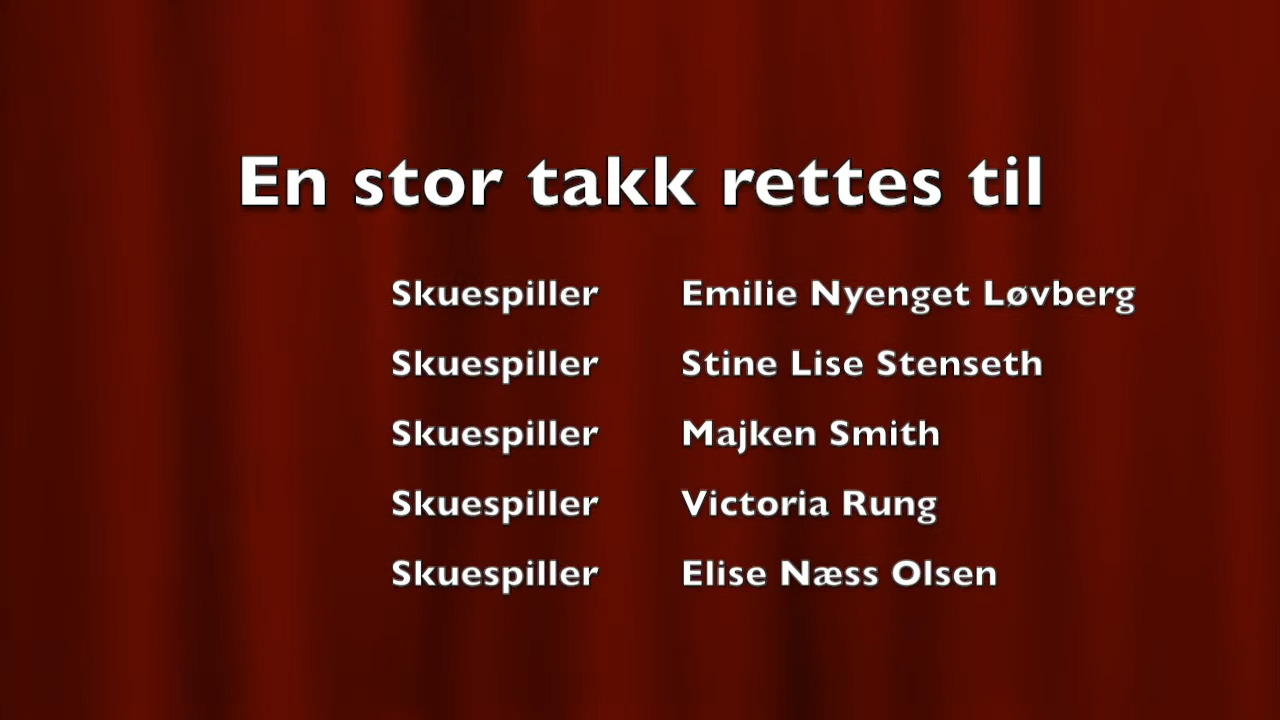 En stor takk rettes til
Skuespiller Emilie Nyenget Løvberg
Skuespiller Stine Lise Stenseth
Skuespiller Majken Smith
Skuespiller Victoria Rung
Skuespiller Elise Næss Olsen